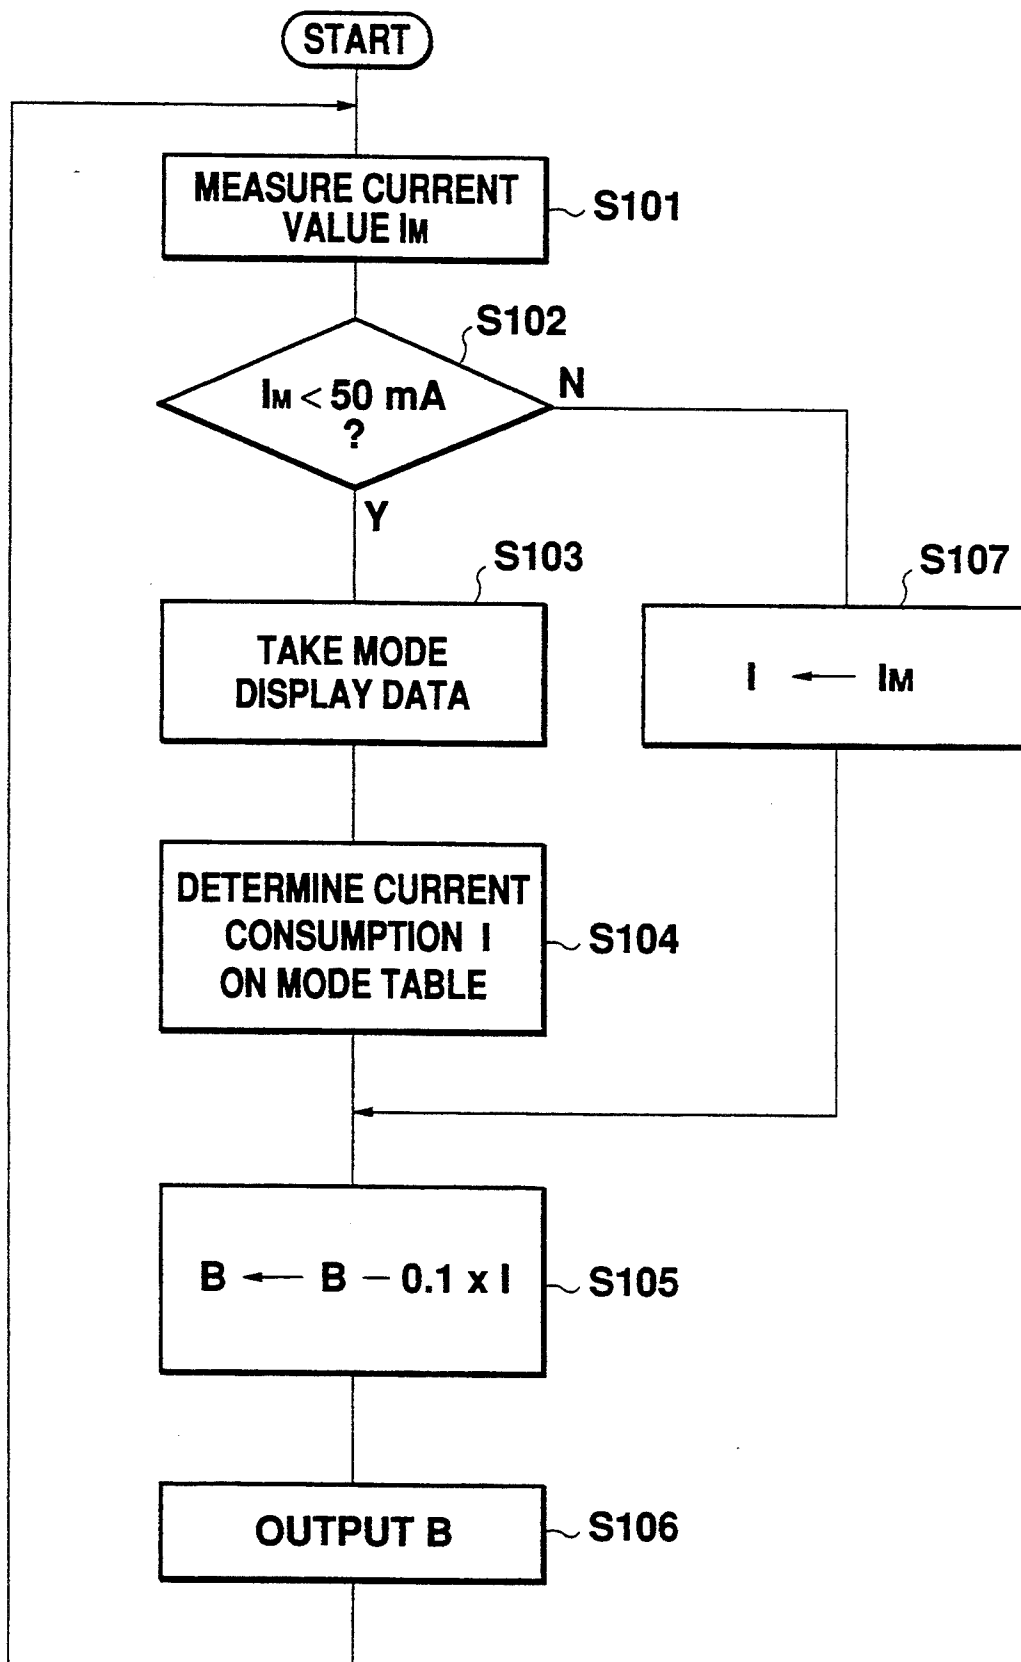 START
MEASURE CURRENT
VALUE IM
S101
S102
IM < 50 mA
?
N
Y
S103
TAKE MODE
DISPLAY DATA
S107
I ← IM
DETERMINE CURRENT
CONSUMPTION I
ON MODE TABLE
S104
B ← B – 0.1 x I
S105
OUTPUT B
S106